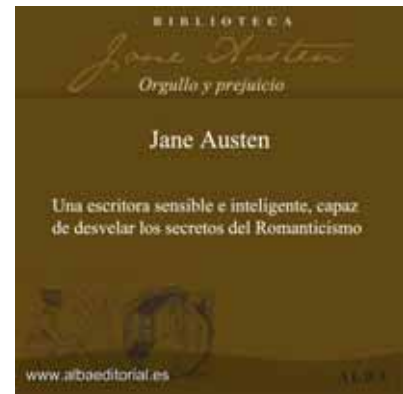 BIBLIOTECA
Jane Austen
Orgullo y prejuicio
Jane Austen
Una escritora sensible e inteligente, capaz
de desvelar los secretos del Romanticismo
www.albaeditorial.es
ALBA